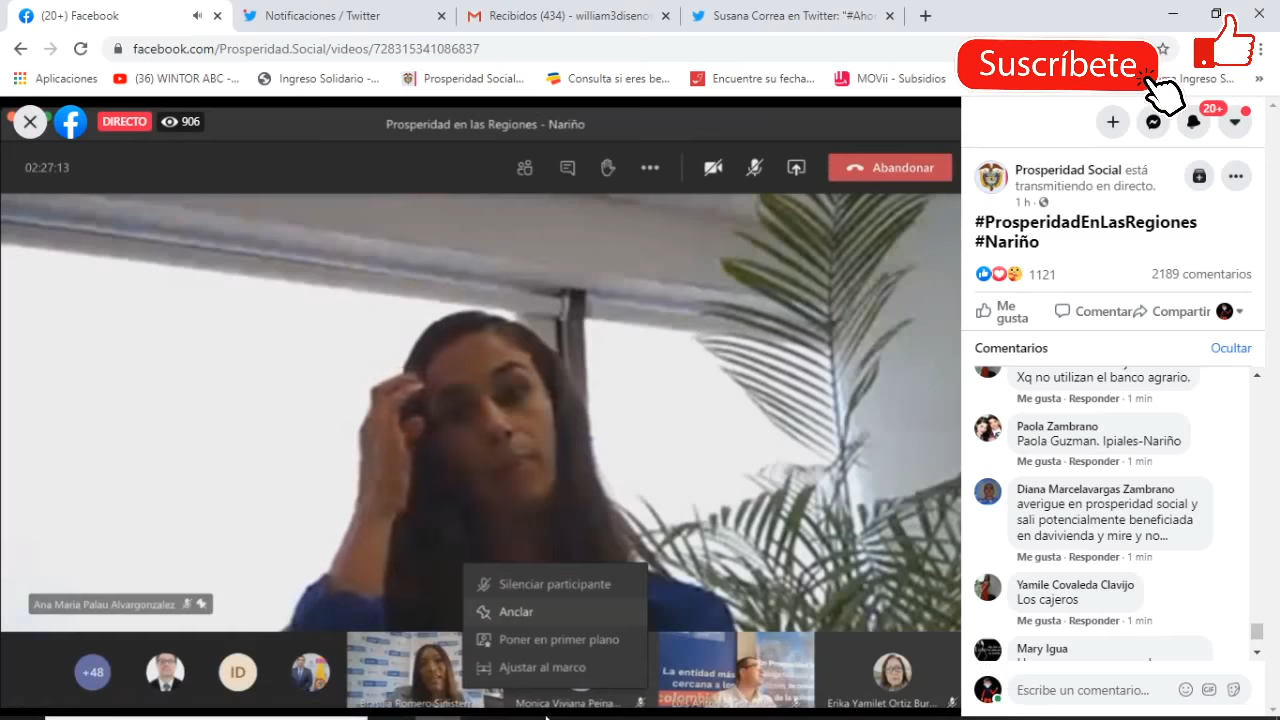 (20+) Facebook
Notificaciones / Twitter
Recibidos (434) - william3diseno
Susana Correa en Twitter: "#Aho
facebook.com/Prosperidad.Social/videos/728315341086837
Suscríbete
Aplicaciones
(36) WINTOR ABC -...
Ingreso Solidario -...
Prosperidad Social...
Consulta si eres be...
Encuentre su fecha...
MOVii - Subsidios
Ingreso S...
DIRECTO
906
Prosperidad en las Regiones - Nariño
20+
02:27:13
Abandonar
Prosperidad Social está
transmitiendo en directo.
1 h
#ProsperidadEnLasRegiones
#Nariño
1121
2189 comentarios
Me gusta
Comentar
Compartir
Comentarios
Ocultar
Xq no utilizan el banco agrario.
Me gusta · Responder · 1 min
Paola Zambrano
Paola Guzman. Ipiales-Nariño
Me gusta · Responder · 1 min
Diana Marcelavargas Zambrano
averigue en prosperidad social y
sali potencialmente beneficiada
en davivienda y mire y no...
Me gusta · Responder · 1 min
Yamile Covaleda Clavijo
Los cajeros
Me gusta · Responder · 1 min
Mary Igua
Escribe un comentario...
Silenciar participante
Anclar
Poner en primer plano
Ajustar al marco
Ana Maria Palau Alvargonzalez
+48
ID
La entidad más
cercana a los
Monica Viviana Peina...
Erika Yamilet Ortiz Bur...